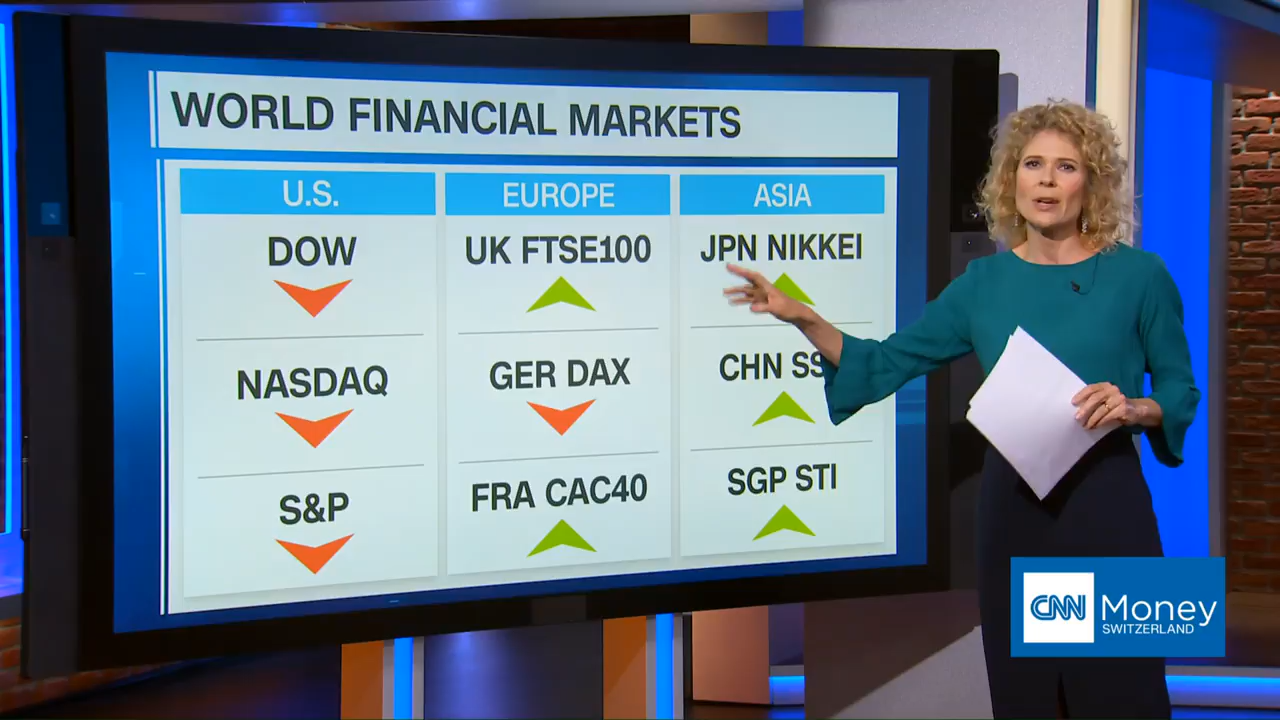 WORLD FINANCIAL MARKETS
U.S.
DOW
NASDAQ
S&P
EUROPE
UK FTSE100
GER DAX
FRA CAC40
ASIA
JPN NIKKEI
CHN
SGP STI
CNN Money
SWITZERLAND